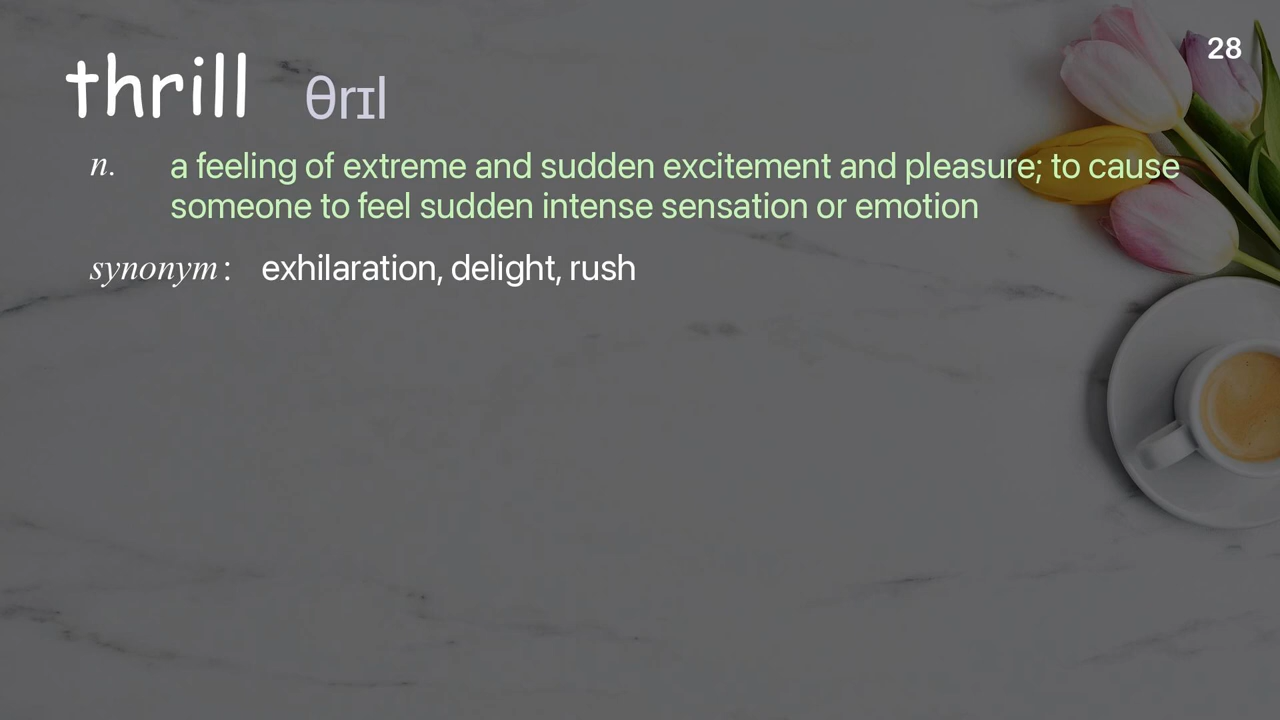 28
thrill θrɪl
n. a feeling of extreme and sudden excitement and pleasure; to cause
someone to feel sudden intense sensation or emotion
synonym : exhilaration, delight, rush